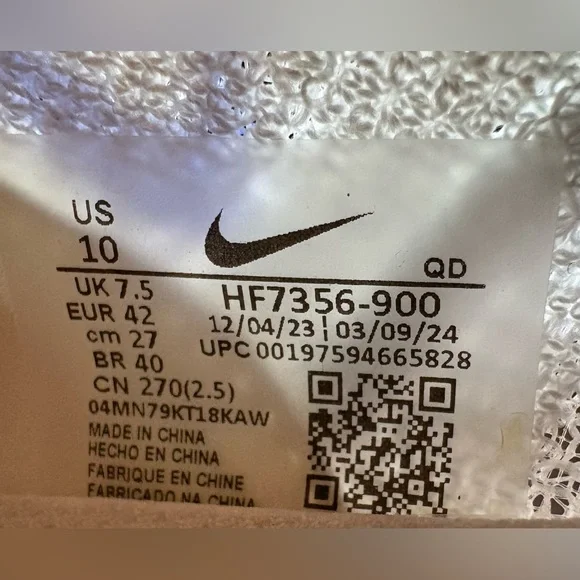 US
10
QD
UK 7.5
EUR 42
cm 27
BR 40
CN 270(2.5)
04MN79KT18KAW
MADE IN CHINA
HECHO EN CHINA
FABRIQUE EN CHINE
FABRICADO NA CHINA
HF7356-900
12/04/23 | 03/09/24
UPC 00197594665828